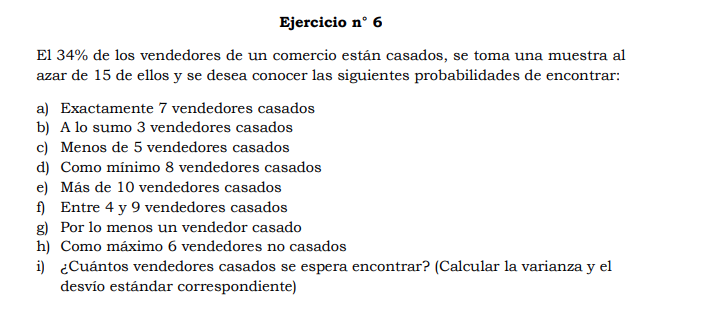 Ejercicio n° 6
El 34% de los vendedores de un comercio están casados, se toma una muestra al
azar de 15 de ellos y se desea conocer las siguientes probabilidades de encontrar:
a) Exactamente 7 vendedores casados
b) A lo sumo 3 vendedores casados
c) Menos de 5 vendedores casados
d) Como mínimo 8 vendedores casados
e) Más de 10 vendedores casados
f) Entre 4 y 9 vendedores casados
g) Por lo menos un vendedor casado
h) Como máximo 6 vendedores no casados
i) ¿Cuántos vendedores casados se espera encontrar? (Calcular la varianza y el
desvío estándar correspondiente)